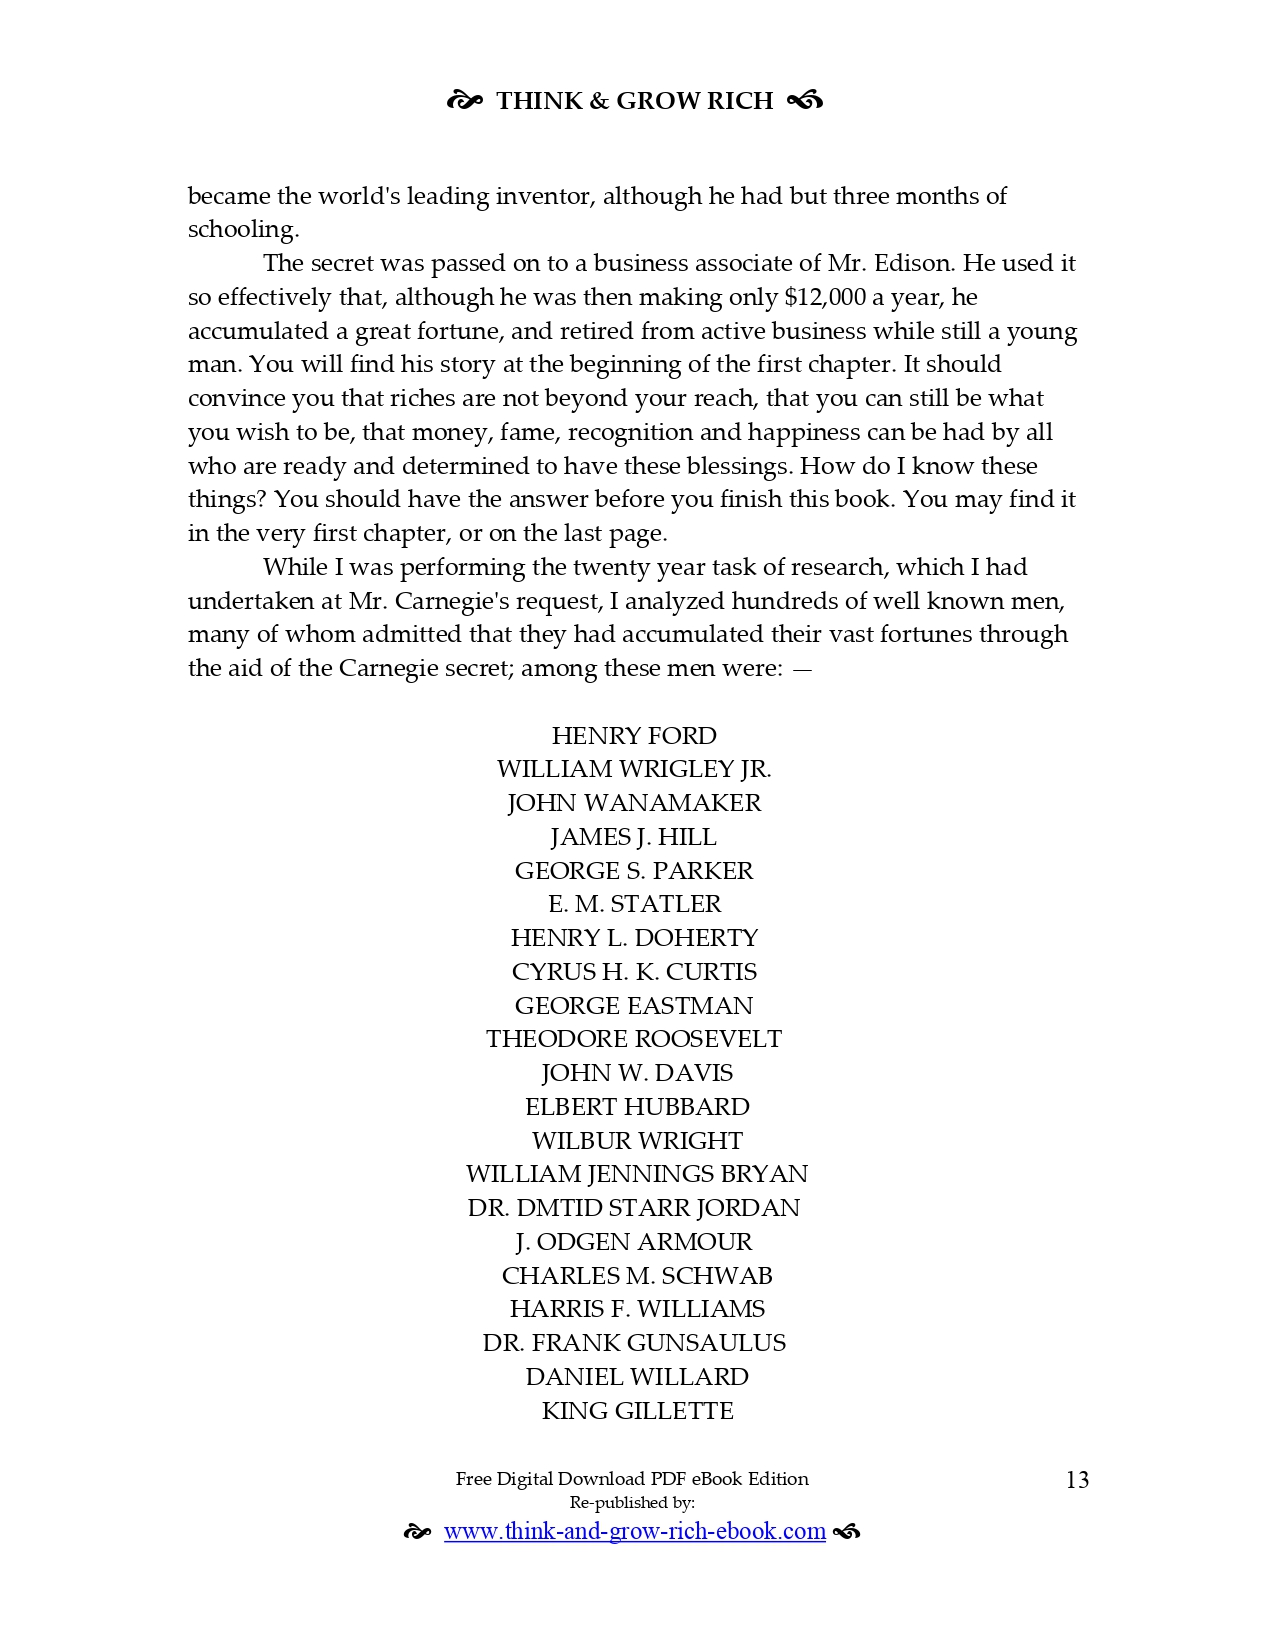 THINK & GROW RICH
became the world's leading inventor, although he had but three months of
schooling.
The secret was passed on to a business associate of Mr. Edison. He used it
so effectively that, although he was then making only $12,000 a year, he
accumulated a great fortune, and retired from active business while still a young
man. You will find his story at the beginning of the first chapter. It should
convince you that riches are not beyond your reach, that you can still be what
you wish to be, that money, fame, recognition and happiness can be had by all
who are ready and determined to have these blessings. How do I know these
things? You should have the answer before you finish this book. You may find it
in the very first chapter, or on the last page.
While I was performing the twenty year task of research, which I had
undertaken at Mr. Carnegie's request, I analyzed hundreds of well known men,
many of whom admitted that they had accumulated their vast fortunes through
the aid of the Carnegie secret; among these men were: —
HENRY FORD
WILLIAM WRIGLEY JR.
JOHN WANAMAKER
JAMES J. HILL
GEORGE S. PARKER
E. M. STATLER
HENRY L. DOHERTY
CYRUS H. K. CURTIS
GEORGE EASTMAN
THEODORE ROOSEVELT
JOHN W. DAVIS
ELBERT HUBBARD
WILBUR WRIGHT
WILLIAM JENNINGS BRYAN
DR. DMTID STARR JORDAN
J. ODGEN ARMOUR
CHARLES M. SCHWAB
HARRIS F. WILLIAMS
DR. FRANK GUNSAULUS
DANIEL WILLARD
KING GILLETTE
Free Digital Download PDF eBook Edition 13
Re-published by:
www.think-and-grow-rich-ebook.com